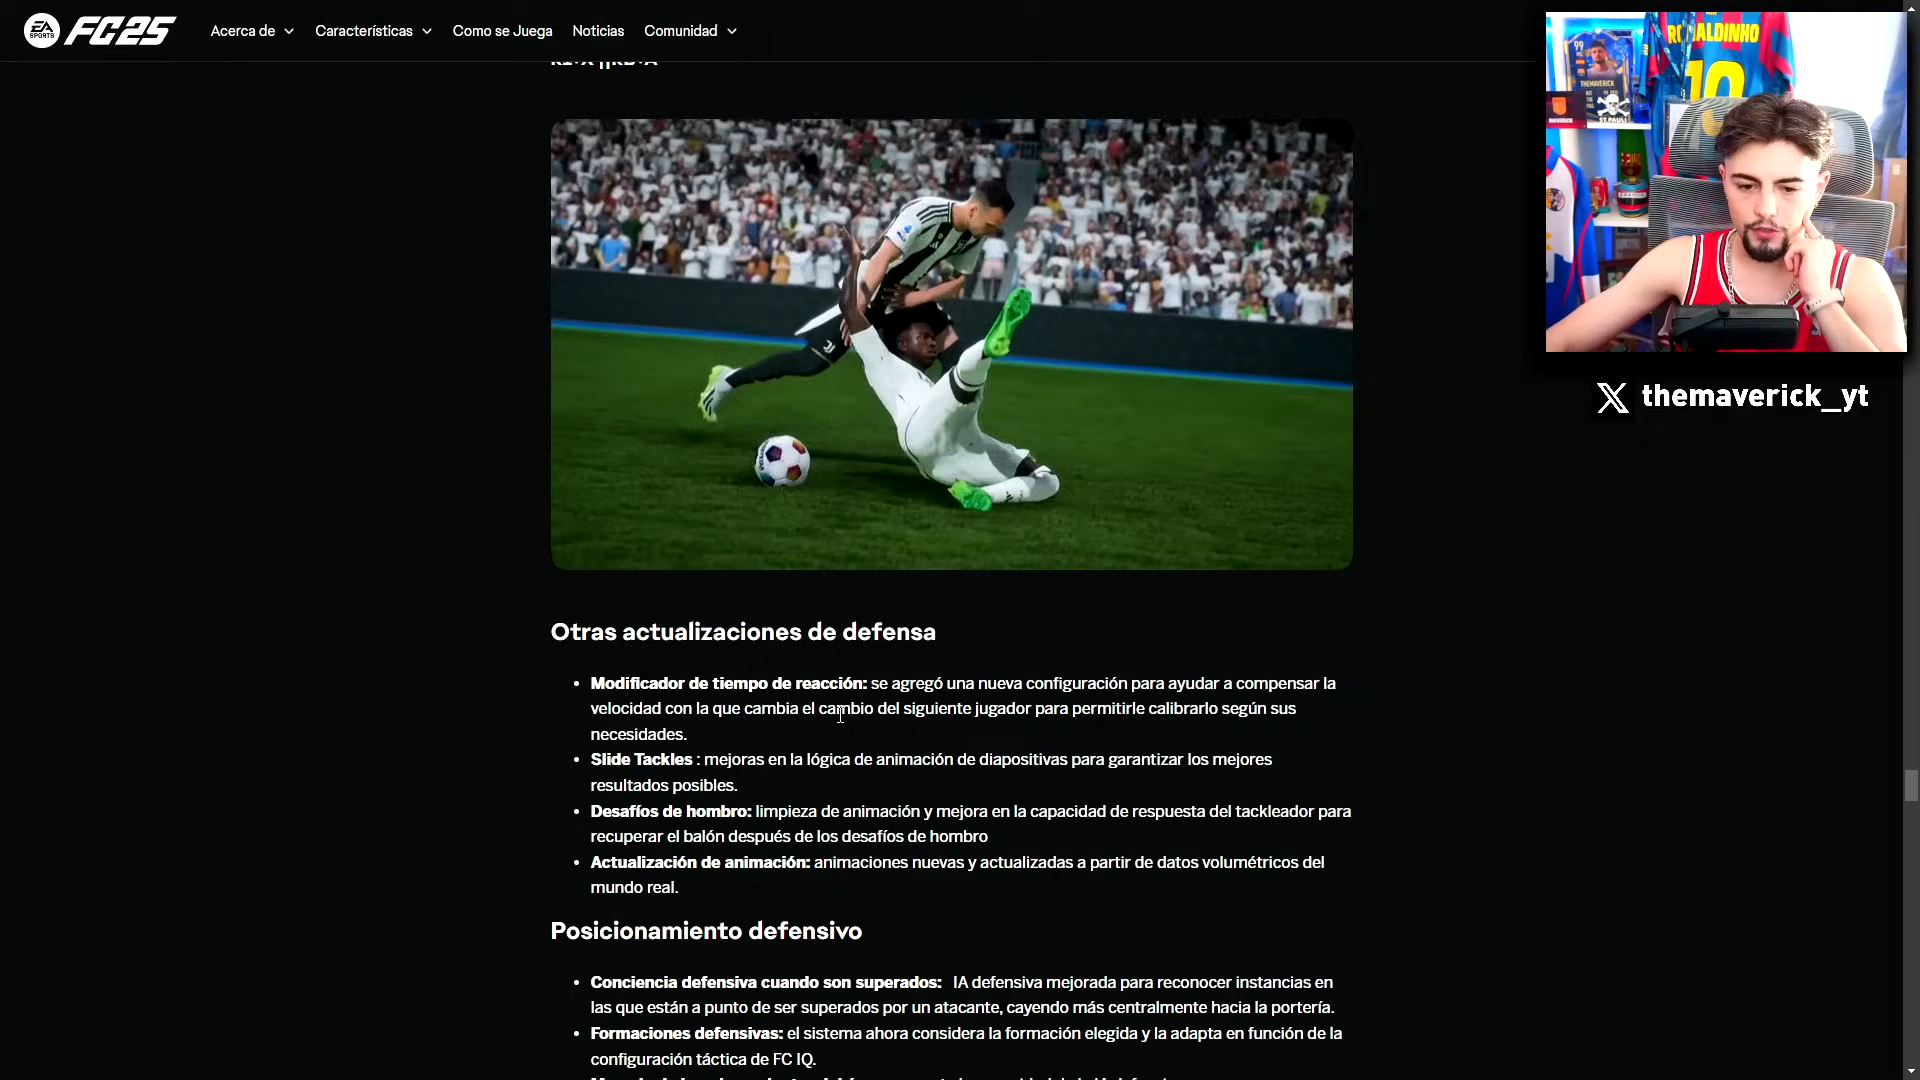 EA SPORTS FC25 Acerca de Características Como se Juega Noticias Comunidad
RONALDINHO
10
99
THEMAVERICK
ST. PAULI
themaverick_yt
Otras actualizaciones de defensa
Modificador de tiempo de reacción: se agregó una nueva configuración para ayudar a compensar la
velocidad con la que cambia el cambio del siguiente jugador para permitirle calibrarlo según sus
necesidades.
Slide Tackles : mejoras en la lógica de animación de diapositivas para garantizar los mejores
resultados posibles.
Desafíos de hombro: limpieza de animación y mejora en la capacidad de respuesta del tackleador para
recuperar el balón después de los desafíos de hombro
Actualización de animación: animaciones nuevas y actualizadas a partir de datos volumétricos del
mundo real.
Posicionamiento defensivo
Conciencia defensiva cuando son superados: IA defensiva mejorada para reconocer instancias en
las que están a punto de ser superados por un atacante, cayendo más centralmente hacia la portería.
Formaciones defensivas: el sistema ahora considera la formación elegida y la adapta en función de la
configuración táctica de FC IQ.